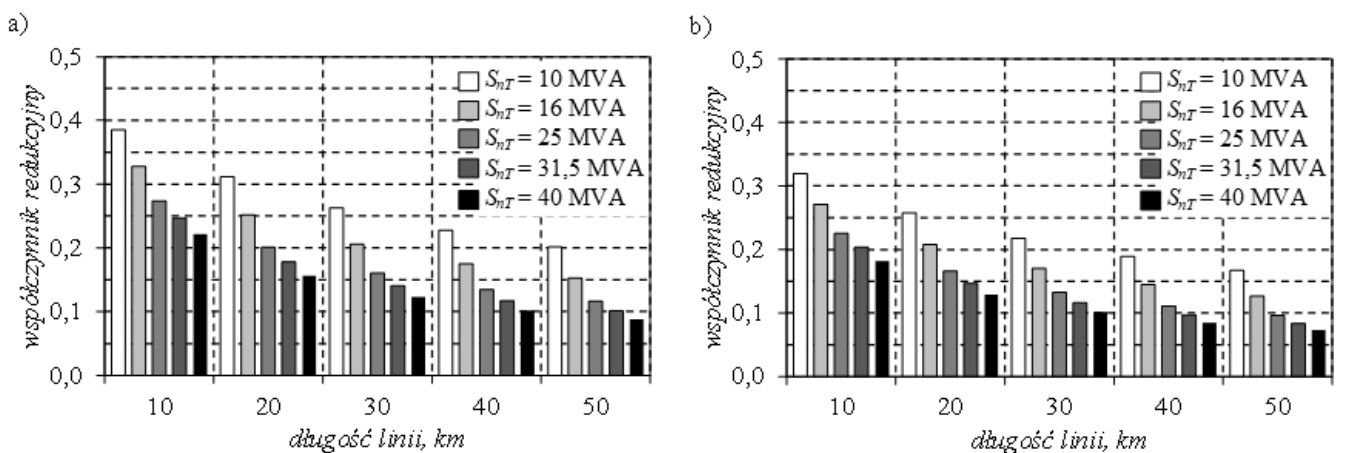 a)
współczynnik redukcyjny
0,5
0,4
0,3
0,2
0,1
0,0
S_nT = 10 MVA
S_nT = 16 MVA
S_nT = 25 MVA
S_nT = 31,5 MVA
S_nT = 40 MVA
10 20 30 40 50
długość linii, km
b)
współczynnik redukcyjny
0,5
0,4
0,3
0,2
0,1
0,0
S_nT = 10 MVA
S_nT = 16 MVA
S_nT = 25 MVA
S_nT = 31,5 MVA
S_nT = 40 MVA
10 20 30 40 50
długość linii, km